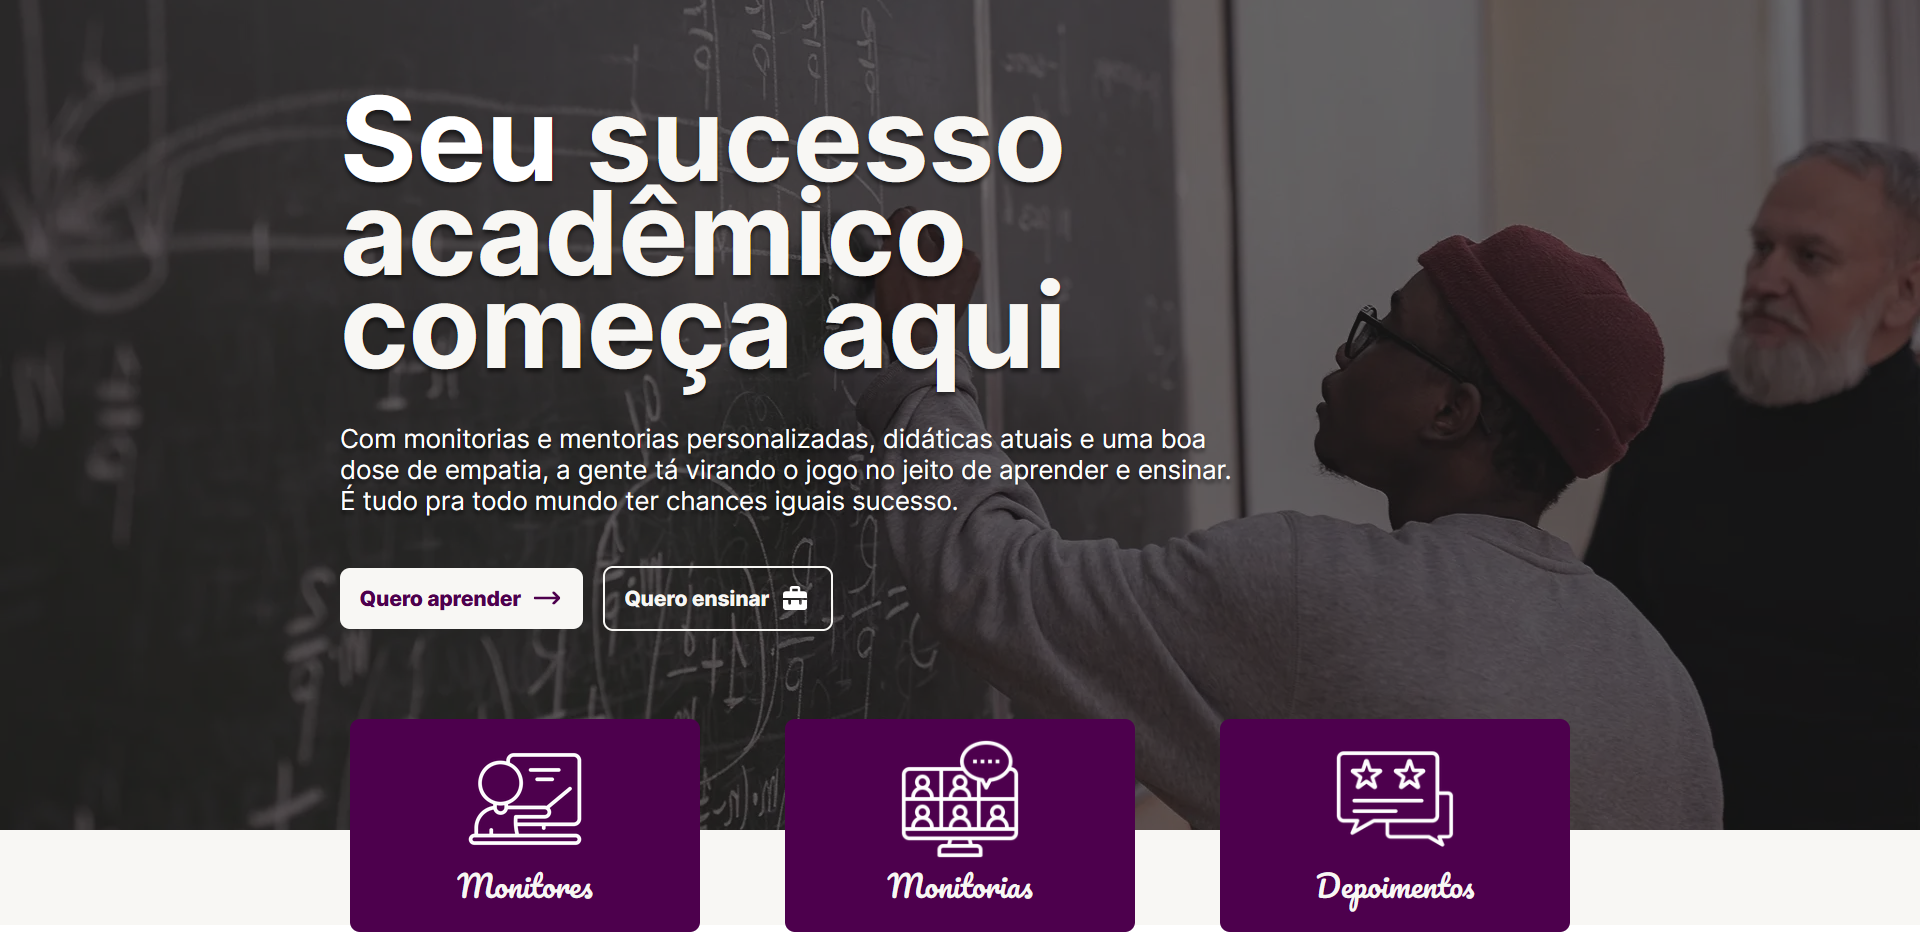 Seu sucesso
acadêmico
começa aqui
Com monitorias e mentorias personalizadas, didáticas atuais e uma boa
dose de empatia, a gente tá virando o jogo no jeito de aprender e ensinar.
É tudo pra todo mundo ter chances iguais sucesso.
Quero aprender
Quero ensinar
Monitores
Monitorias
Depoimentos